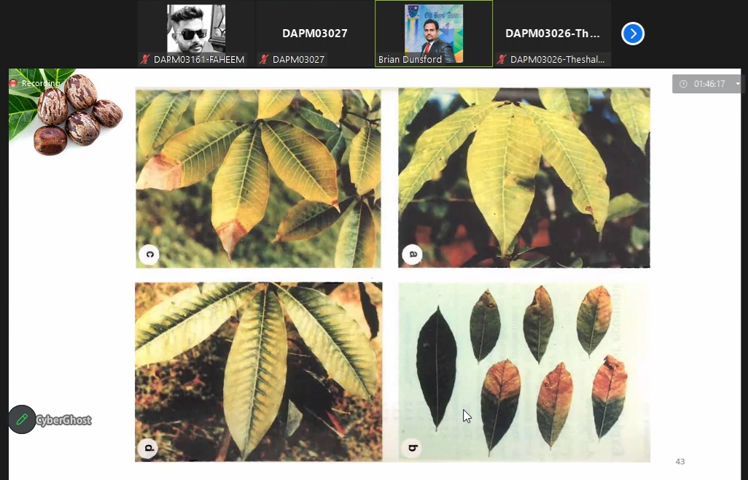 DAPM03027
DAPM03026-Th...
DAPM03161-FAHEEM
DAPM03027
Brian Dunsford
DAPM03026-Theshal...
Recording
01:46:17
c
a
d
b
CyberGhost
43